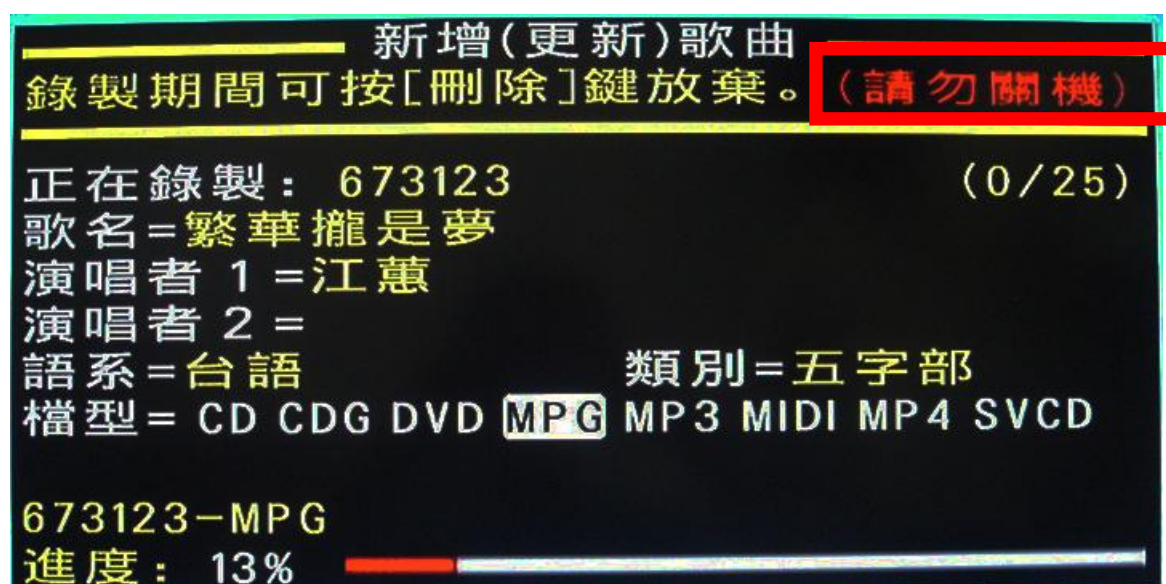 新增(更新)歌曲
錄製期間可按[刪除]鍵放棄。(請勿關機)
正在錄製：673123 (0/25)
歌名=繁華攏是夢
演唱者1=江蕙
演唱者2=
語系=台語 類別=五字部
檔型= CD CDG DVD MPG MP3 MIDI MP4 SVCD
673123-MPG
進度：13%